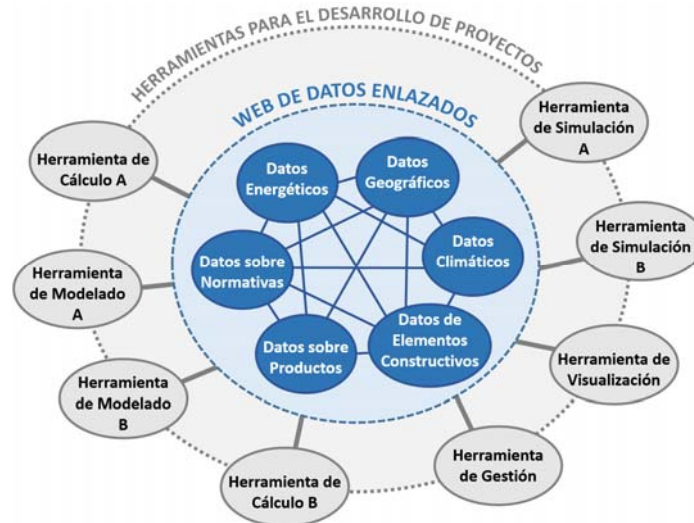 HERRAMIENTAS PARA EL DESARROLLO DE PROYECTOS
WEB DE DATOS ENLAZADOS
Herramienta
de Simulación
A
Herramienta de
Cálculo A
Datos
Energéticos
Datos
Geográficos
Herramienta
de Simulación
B
Datos sobre
Normativas
Datos
Climáticos
Herramienta
de Modelado
A
Datos sobre
Productos
Datos de
Elementos
Constructivos
Herramienta de
Visualización
Herramienta
de Modelado
B
Herramienta
de Gestión
Herramienta de
Cálculo B